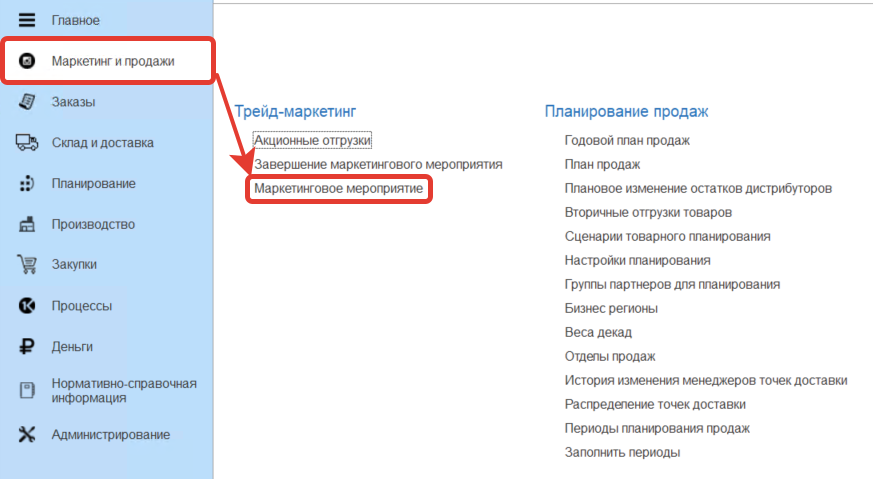 Главное
Маркетинг и продажи
Заказы
Склад и доставка
Планирование
Производство
Закупки
Процессы
Деньги
Нормативно-справочная
информация
Администрирование
Трейд-маркетинг
Акционные отгрузки
Завершение маркетингового мероприятия
Маркетинговое мероприятие
Планирование продаж
Годовой план продаж
План продаж
Плановое изменение остатков дистрибуторов
Вторичные отгрузки товаров
Сценарии товарного планирования
Настройки планирования
Группы партнеров для ппанирования
Бизнес регионы
Веса декад
Отделы продаж
История изменения менеджеров точек доставки
Распределение точек доставки
Периоды планирования продаж
Заполнить периоды